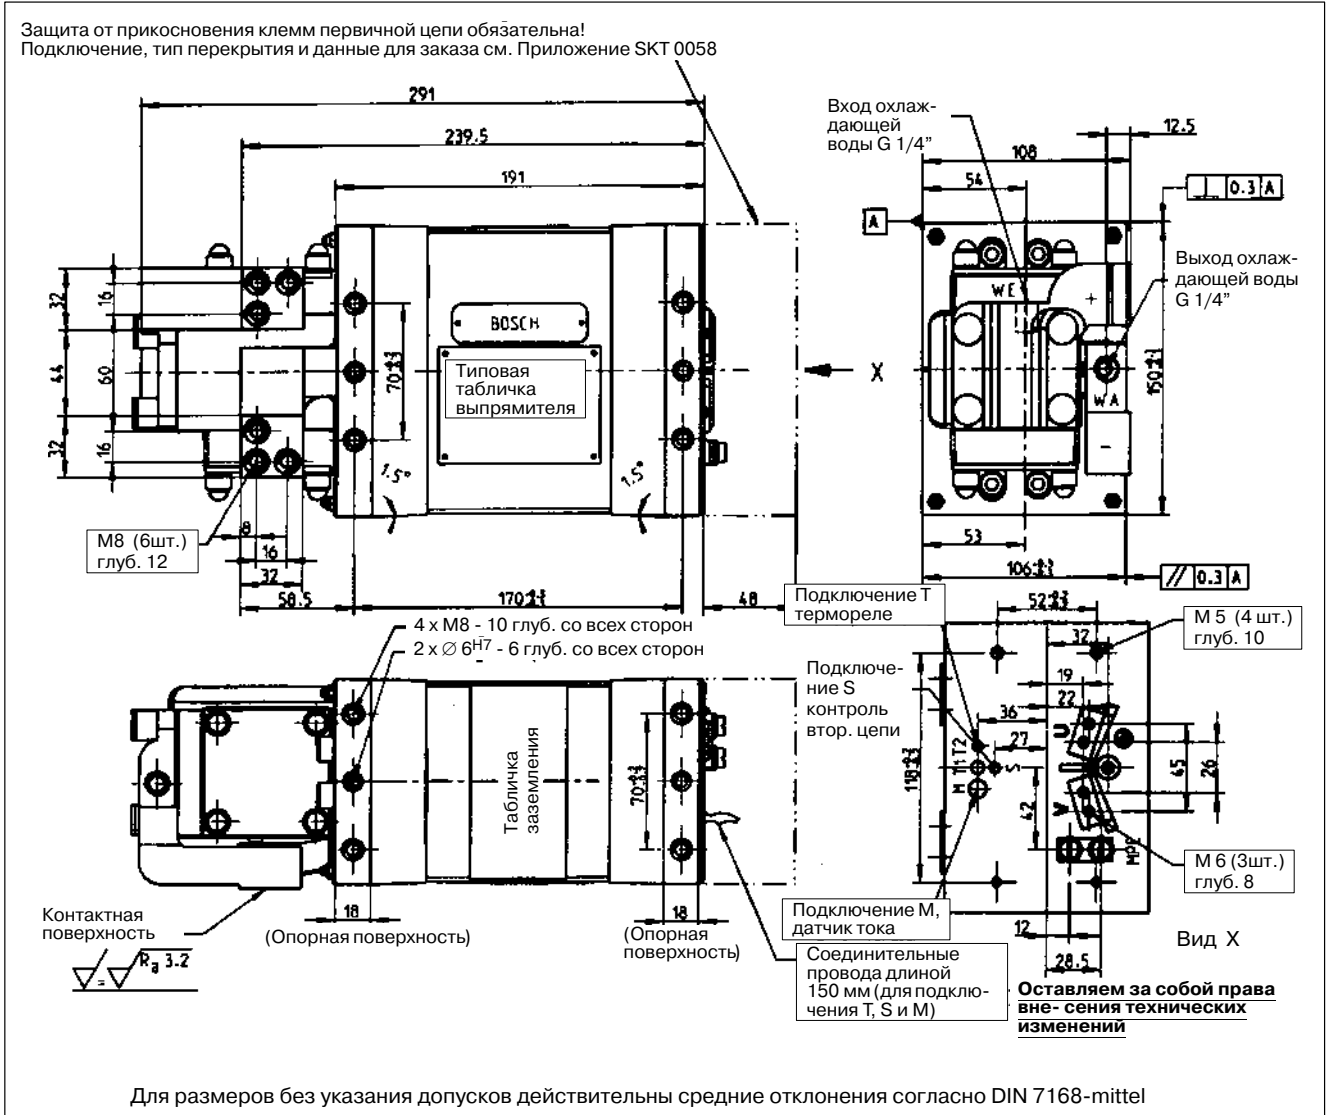 Защита от прикосновения клемм первичной цепи обязательна!
Подключение, тип перекрытия и данные для заказа см. Приложение SKT 0058
291
239.5
191
Вход охлаж-
дающей
воды G 1/4”
12.5
108
54
0.3 A
A
Выход охлаж-
дающей воды
G 1/4”
WE
+
WA
-
32
16
44
60
32
16
BOSCH
Типовая
табличка
выпрямителя
70
X
150
1.5°
1.5°
M8 (6шт.)
глуб. 12
8
16
32
58.5
170
48
53
106
// 0.3 A
4 x M8 - 10 глуб. со всех сторон
2 x ∅ 6H7 - 6 глуб. со всех сторон
Подключение T
термореле
Подключе-
ние S
контроль
втор. цепи
52
32
M 5 (4 шт.)
глуб. 10
19
22
36
27
118
42
45
26
U
V
S
M T1 T2
M 6 (3шт.)
глуб. 8
12
28.5
Вид X
Табличка
заземления
70
18
18
(Опорная поверхность)
(Опорная
поверхность)
Контактная
поверхность
= Ra 3.2
Подключение M,
датчик тока
Соединительные
провода длиной
150 мм (для подклю-
чения T, S и M)
Оставляем за собой права
вне- сения технических
изменений
Для размеров без указания допусков действительны средние отклонения согласно DIN 7168-mittel